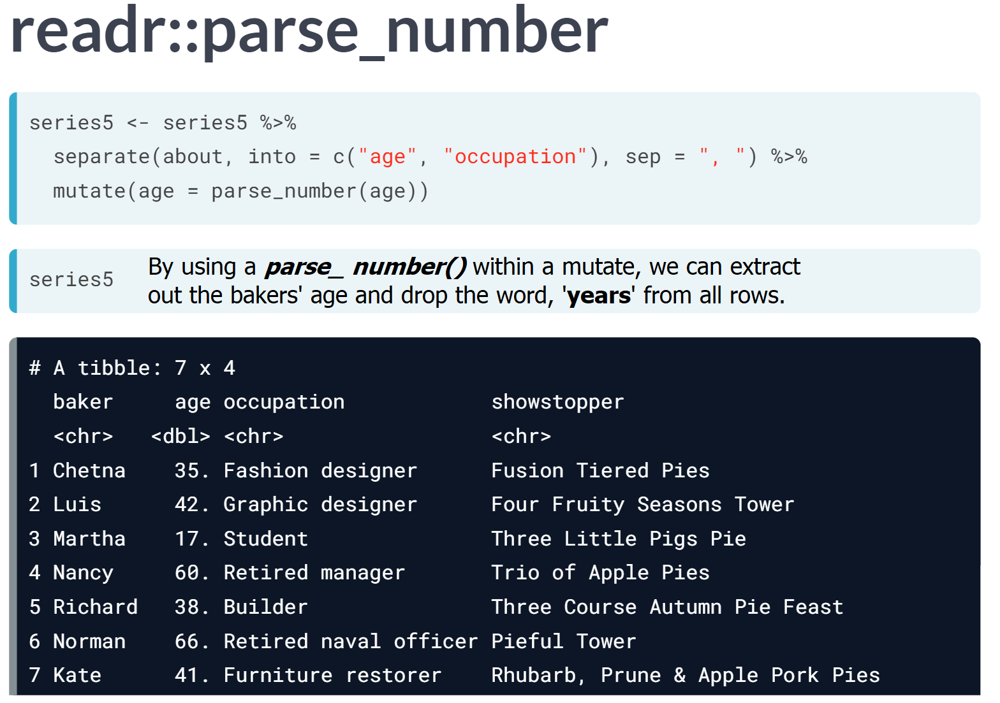 readr::parse_number
series5 <- series5 %>%
  separate(about, into = c("age", "occupation"), sep = ", ") %>%
  mutate(age = parse_number(age))
series5
By using a parse_ number() within a mutate, we can extract
out the bakers' age and drop the word, 'years' from all rows.
# A tibble: 7 x 4
  baker     age occupation            showstopper
  <chr>   <dbl> <chr>                 <chr>
1 Chetna    35. Fashion designer      Fusion Tiered Pies
2 Luis      42. Graphic designer      Four Fruity Seasons Tower
3 Martha    17. Student               Three Little Pigs Pie
4 Nancy     60. Retired manager       Trio of Apple Pies
5 Richard   38. Builder               Three Course Autumn Pie Feast
6 Norman    66. Retired naval officer Pieful Tower
7 Kate      41. Furniture restorer    Rhubarb, Prune & Apple Pork Pies